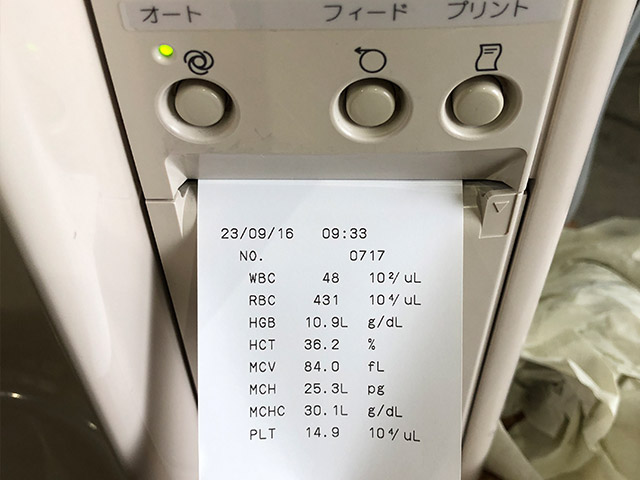 オート フィード プリント
23/09/16 09:33
NO. 0717
WBC 48 10²/uL
RBC 431 10⁴/uL
HGB 10.9L g/dL
HCT 36.2 %
MCV 84.0 fL
MCH 25.3L pg
MCHC 30.1L g/dL
PLT 14.9 10⁴/uL